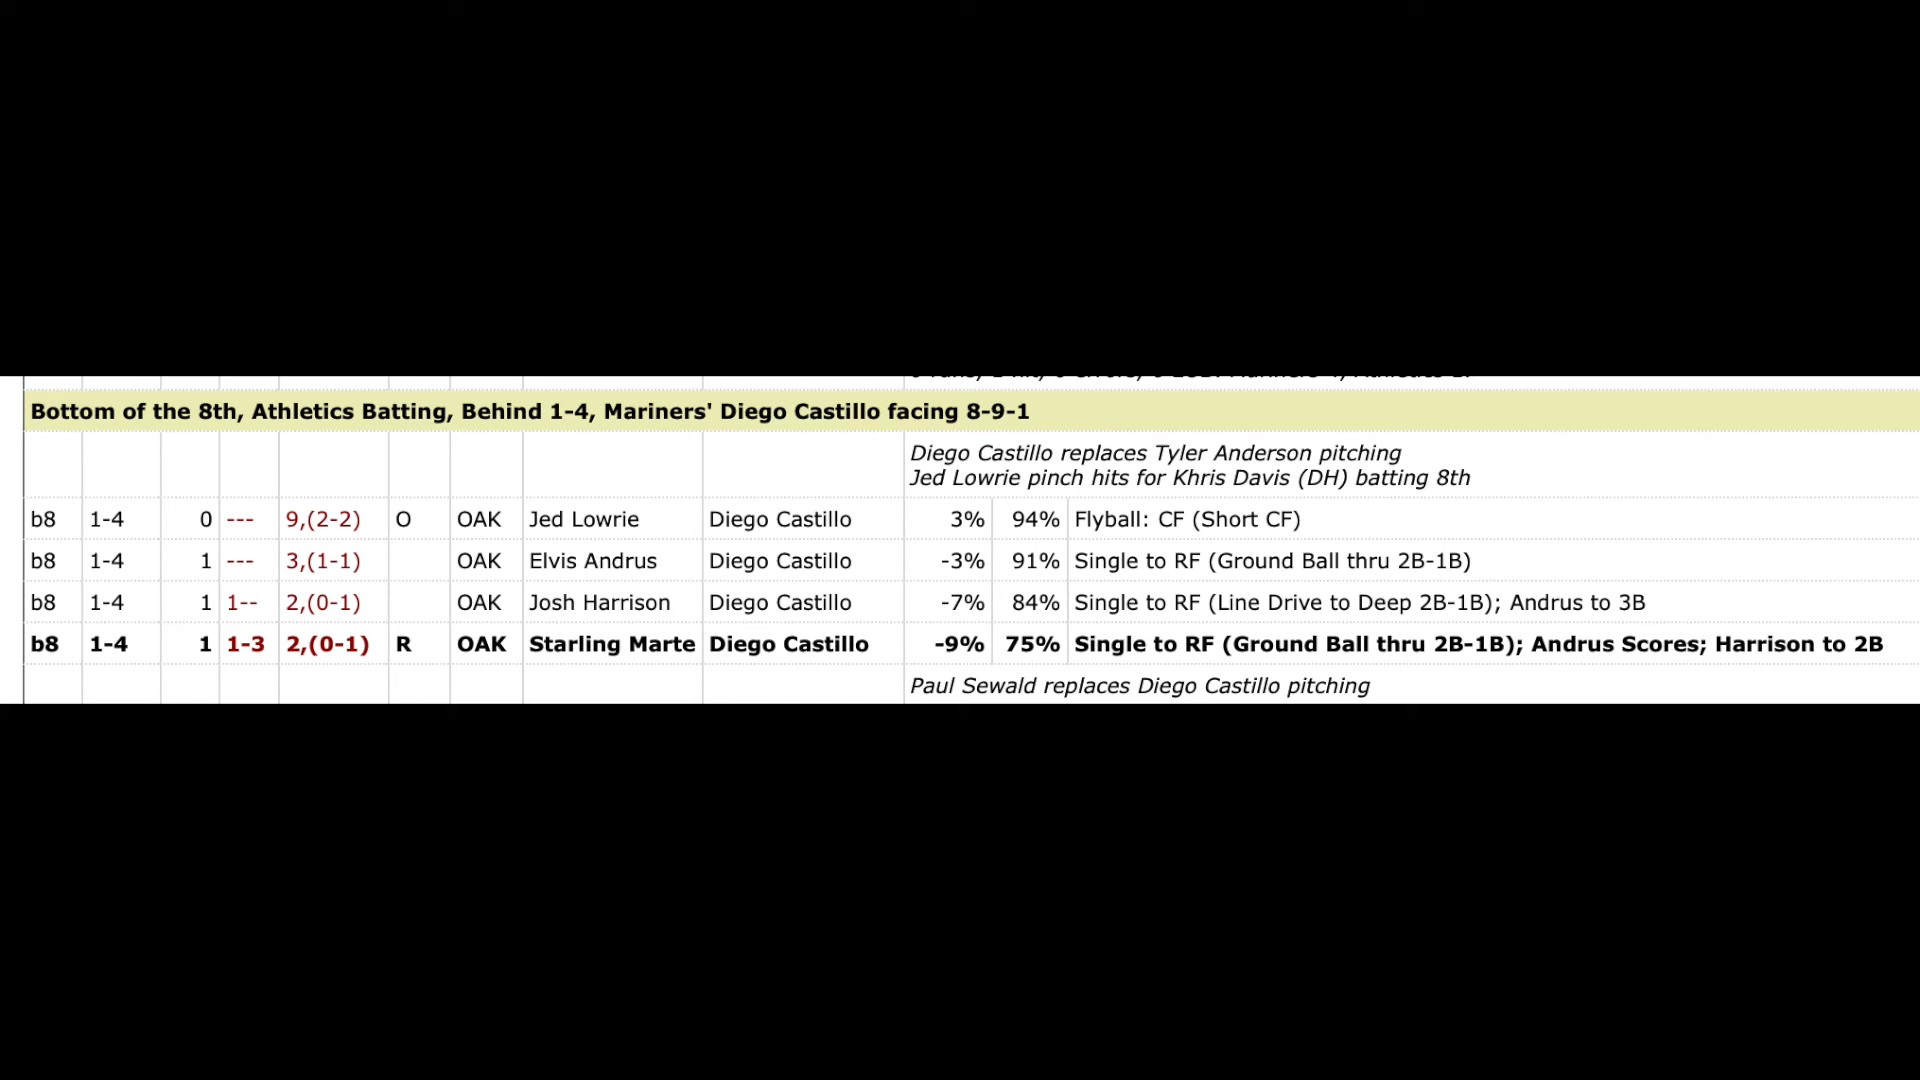 Bottom of the 8th, Athletics Batting, Behind 1-4, Mariners' Diego Castillo facing 8-9-1
Diego Castillo replaces Tyler Anderson pitching
Jed Lowrie pinch hits for Khris Davis (DH) batting 8th
b8 1-4 0 --- 9,(2-2) O OAK Jed Lowrie Diego Castillo 3% 94% Flyball: CF (Short CF)
b8 1-4 1 --- 3,(1-1) OAK Elvis Andrus Diego Castillo -3% 91% Single to RF (Ground Ball thru 2B-1B)
b8 1-4 1 1-- 2,(0-1) OAK Josh Harrison Diego Castillo -7% 84% Single to RF (Line Drive to Deep 2B-1B); Andrus to 3B
b8 1-4 1 1-3 2,(0-1) R OAK Starling Marte Diego Castillo -9% 75% Single to RF (Ground Ball thru 2B-1B); Andrus Scores; Harrison to 2B
Paul Sewald replaces Diego Castillo pitching